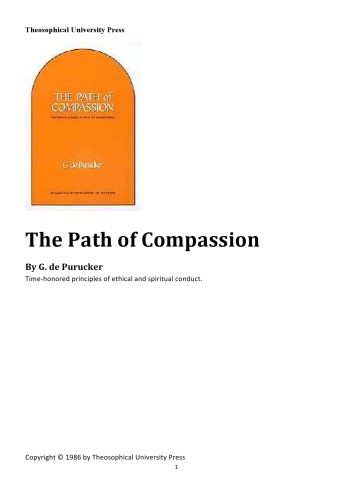 Theosophical University Press
THE PATH of
COMPASSION
G. de Purucker
The Path of Compassion
By G. de Purucker
Time-honored principles of ethical and spiritual conduct.
Copyright © 1986 by Theosophical University Press
1